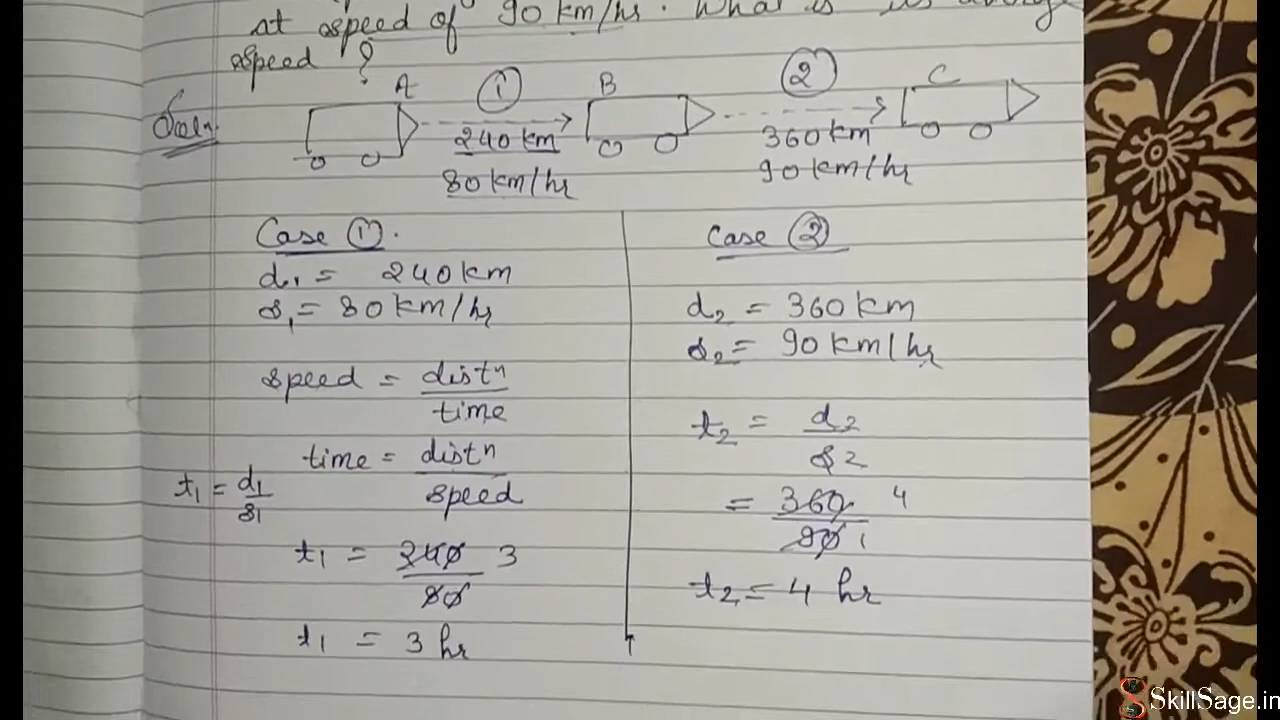 at a speed of 90 km/hr. What is its average
speed ?
Soln.
A ① B ② C
240 km
80 km/hr
360 km
90 km/hr
Case ①.
d₁ = 240 km
s₁ = 80 km/hr
speed = distⁿ / time
time = distⁿ / speed
t₁ = d₁ / s₁
t₁ = 240 / 80 3
t₁ = 3 hr
Case ②
d₂ = 360 km
s₂ = 90 km/hr
t₂ = d₂ / s₂
= 360 / 90 4 1
t₂ = 4 hr
SkillSage.in